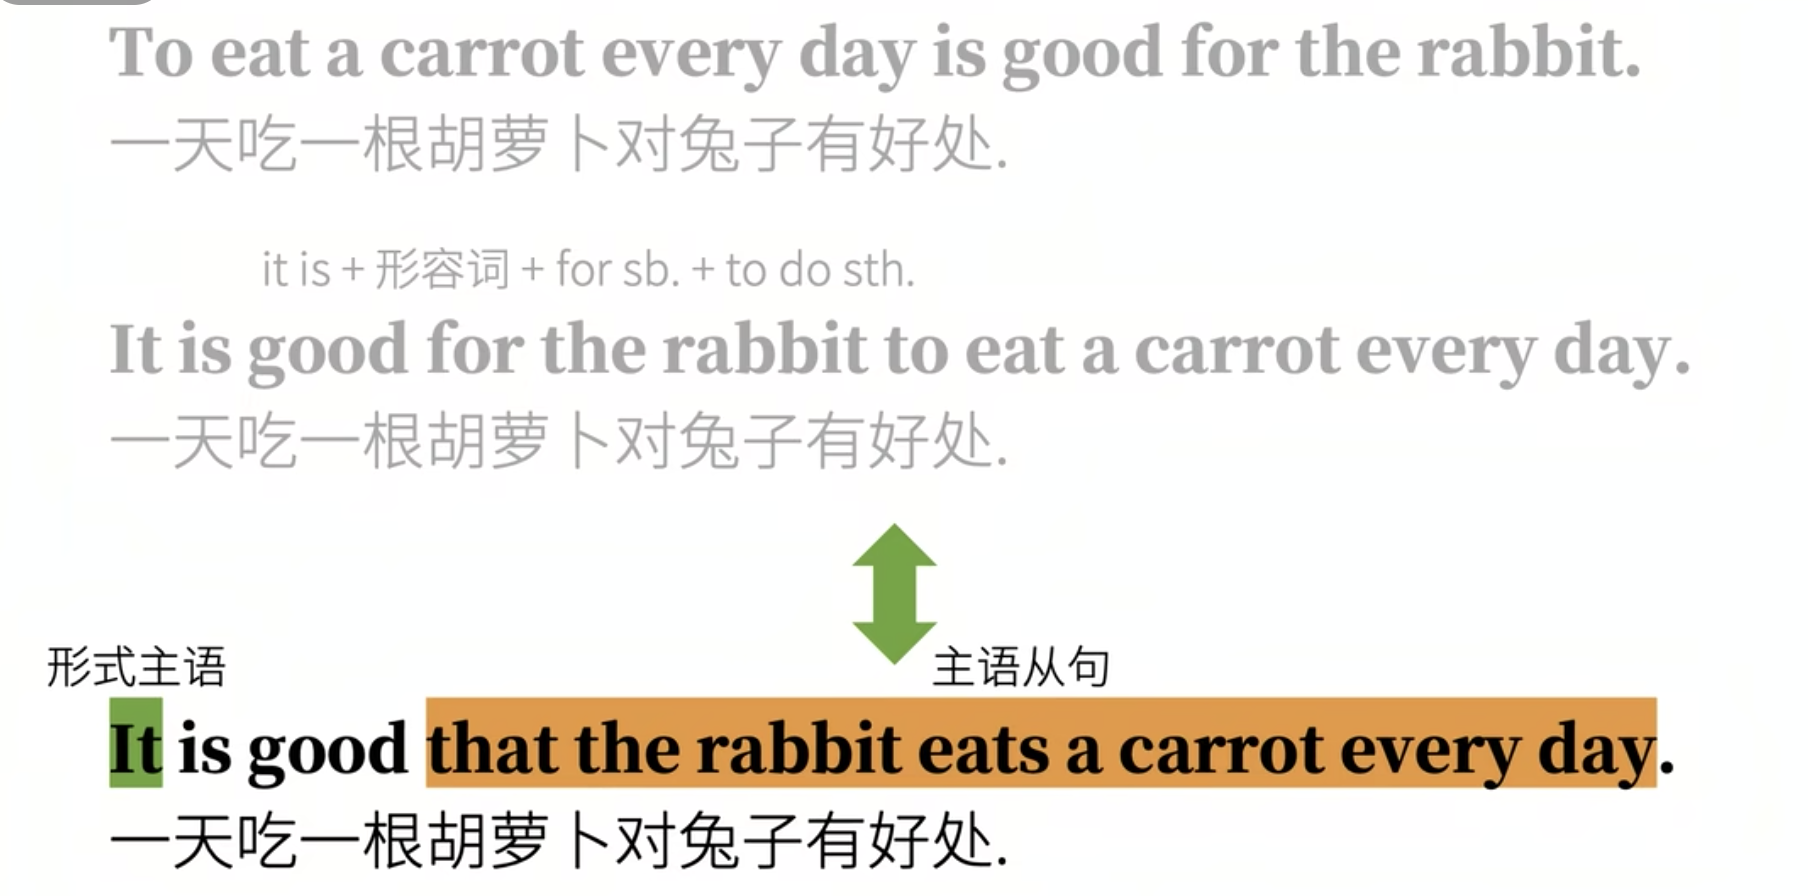 To eat a carrot every day is good for the rabbit.
一天吃一根胡萝卜对兔子有好处.
it is + 形容词 + for sb. + to do sth.
It is good for the rabbit to eat a carrot every day.
一天吃一根胡萝卜对兔子有好处.
形式主语 主语从句
It is good that the rabbit eats a carrot every day.
一天吃一根胡萝卜对兔子有好处.